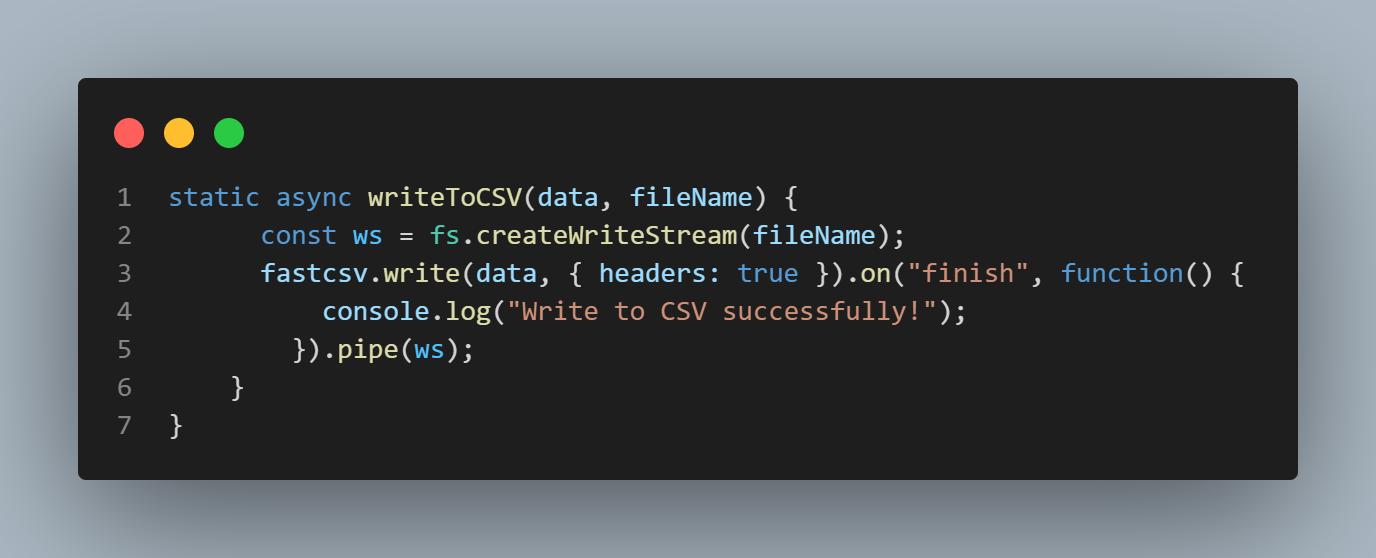 1 static async writeToCSV(data, fileName) {
2       const ws = fs.createWriteStream(fileName);
3       fastcsv.write(data, { headers: true }).on("finish", function() {
4           console.log("Write to CSV successfully!");
5         }).pipe(ws);
6     }
7 }